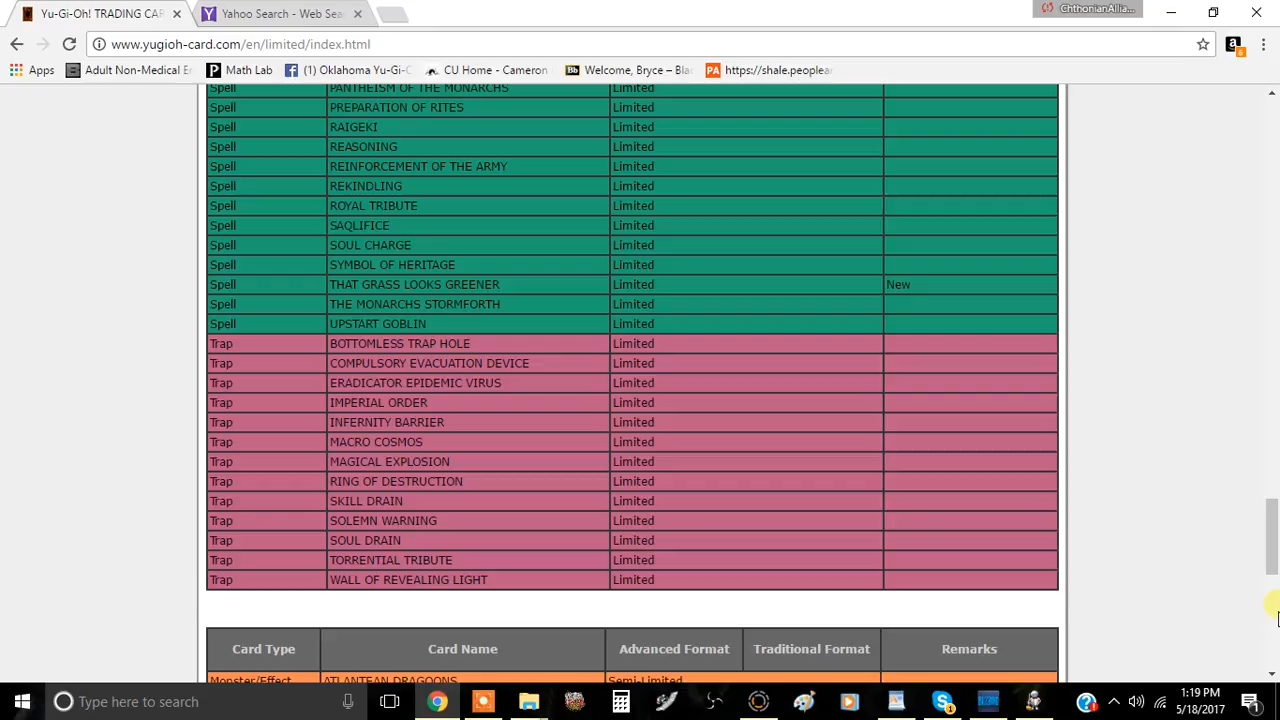 Yu-Gi-Oh! TRADING CAR
Yahoo Search - Web Sea
ChthonianAllia...
www.yugioh-card.com/en/limited/index.html
6
Apps
Adult Non-Medical E
Math Lab
(1) Oklahoma Yu-Gi-O
CU Home - Cameron
Bb Welcome, Bryce – Bla
PA https://shale.peoplea
Spell PANTHEISM OF THE MONARCHS Limited
Spell PREPARATION OF RITES Limited
Spell RAIGEKI Limited
Spell REASONING Limited
Spell REINFORCEMENT OF THE ARMY Limited
Spell REKINDLING Limited
Spell ROYAL TRIBUTE Limited
Spell SAQLIFICE Limited
Spell SOUL CHARGE Limited
Spell SYMBOL OF HERITAGE Limited
Spell THAT GRASS LOOKS GREENER Limited New
Spell THE MONARCHS STORMFORTH Limited
Spell UPSTART GOBLIN Limited
Trap BOTTOMLESS TRAP HOLE Limited
Trap COMPULSORY EVACUATION DEVICE Limited
Trap ERADICATOR EPIDEMIC VIRUS Limited
Trap IMPERIAL ORDER Limited
Trap INFERNITY BARRIER Limited
Trap MACRO COSMOS Limited
Trap MAGICAL EXPLOSION Limited
Trap RING OF DESTRUCTION Limited
Trap SKILL DRAIN Limited
Trap SOLEMN WARNING Limited
Trap SOUL DRAIN Limited
Trap TORRENTIAL TRIBUTE Limited
Trap WALL OF REVEALING LIGHT Limited
Card Type Card Name Advanced Format Traditional Format Remarks
Monster/Effect ATLANTEAN DRAGOONS Semi-Limited
Type here to search
1:19 PM
5/18/2017